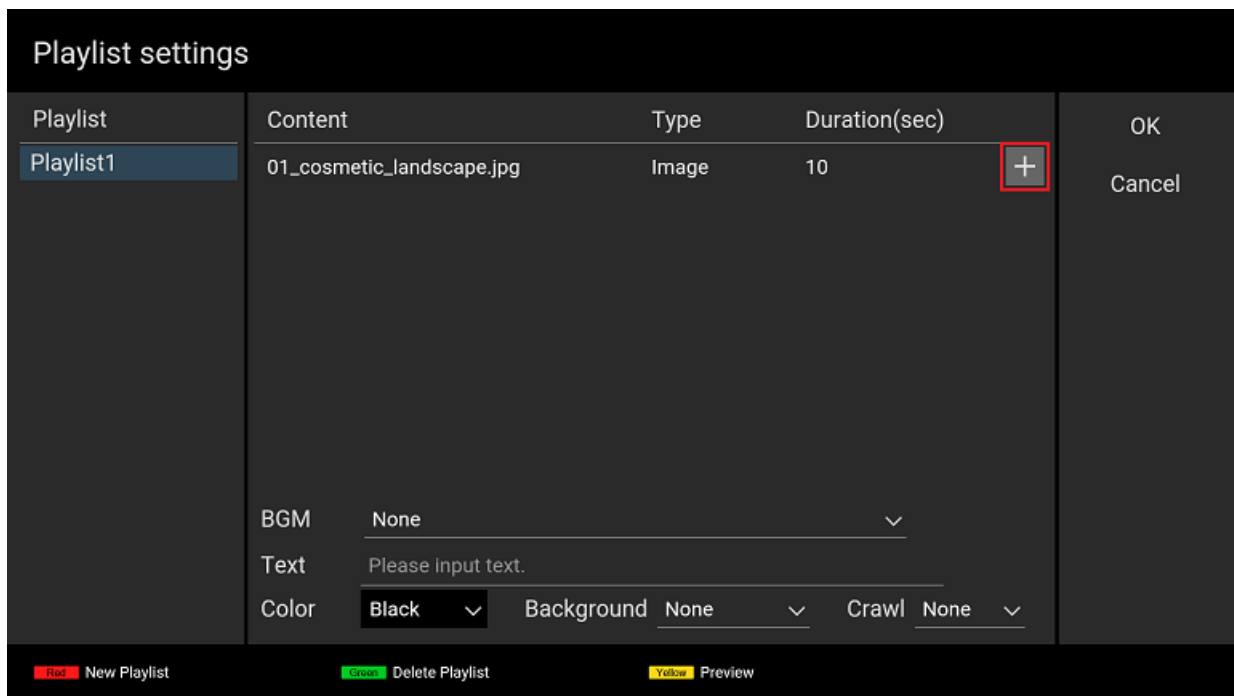 Playlist settings
Playlist
Playlist1
Content Type Duration(sec)
01_cosmetic_landscape.jpg Image 10 +
OK
Cancel
BGM None
Text Please input text.
Color Black Background None Crawl None
Red New Playlist Green Delete Playlist Yellow Preview